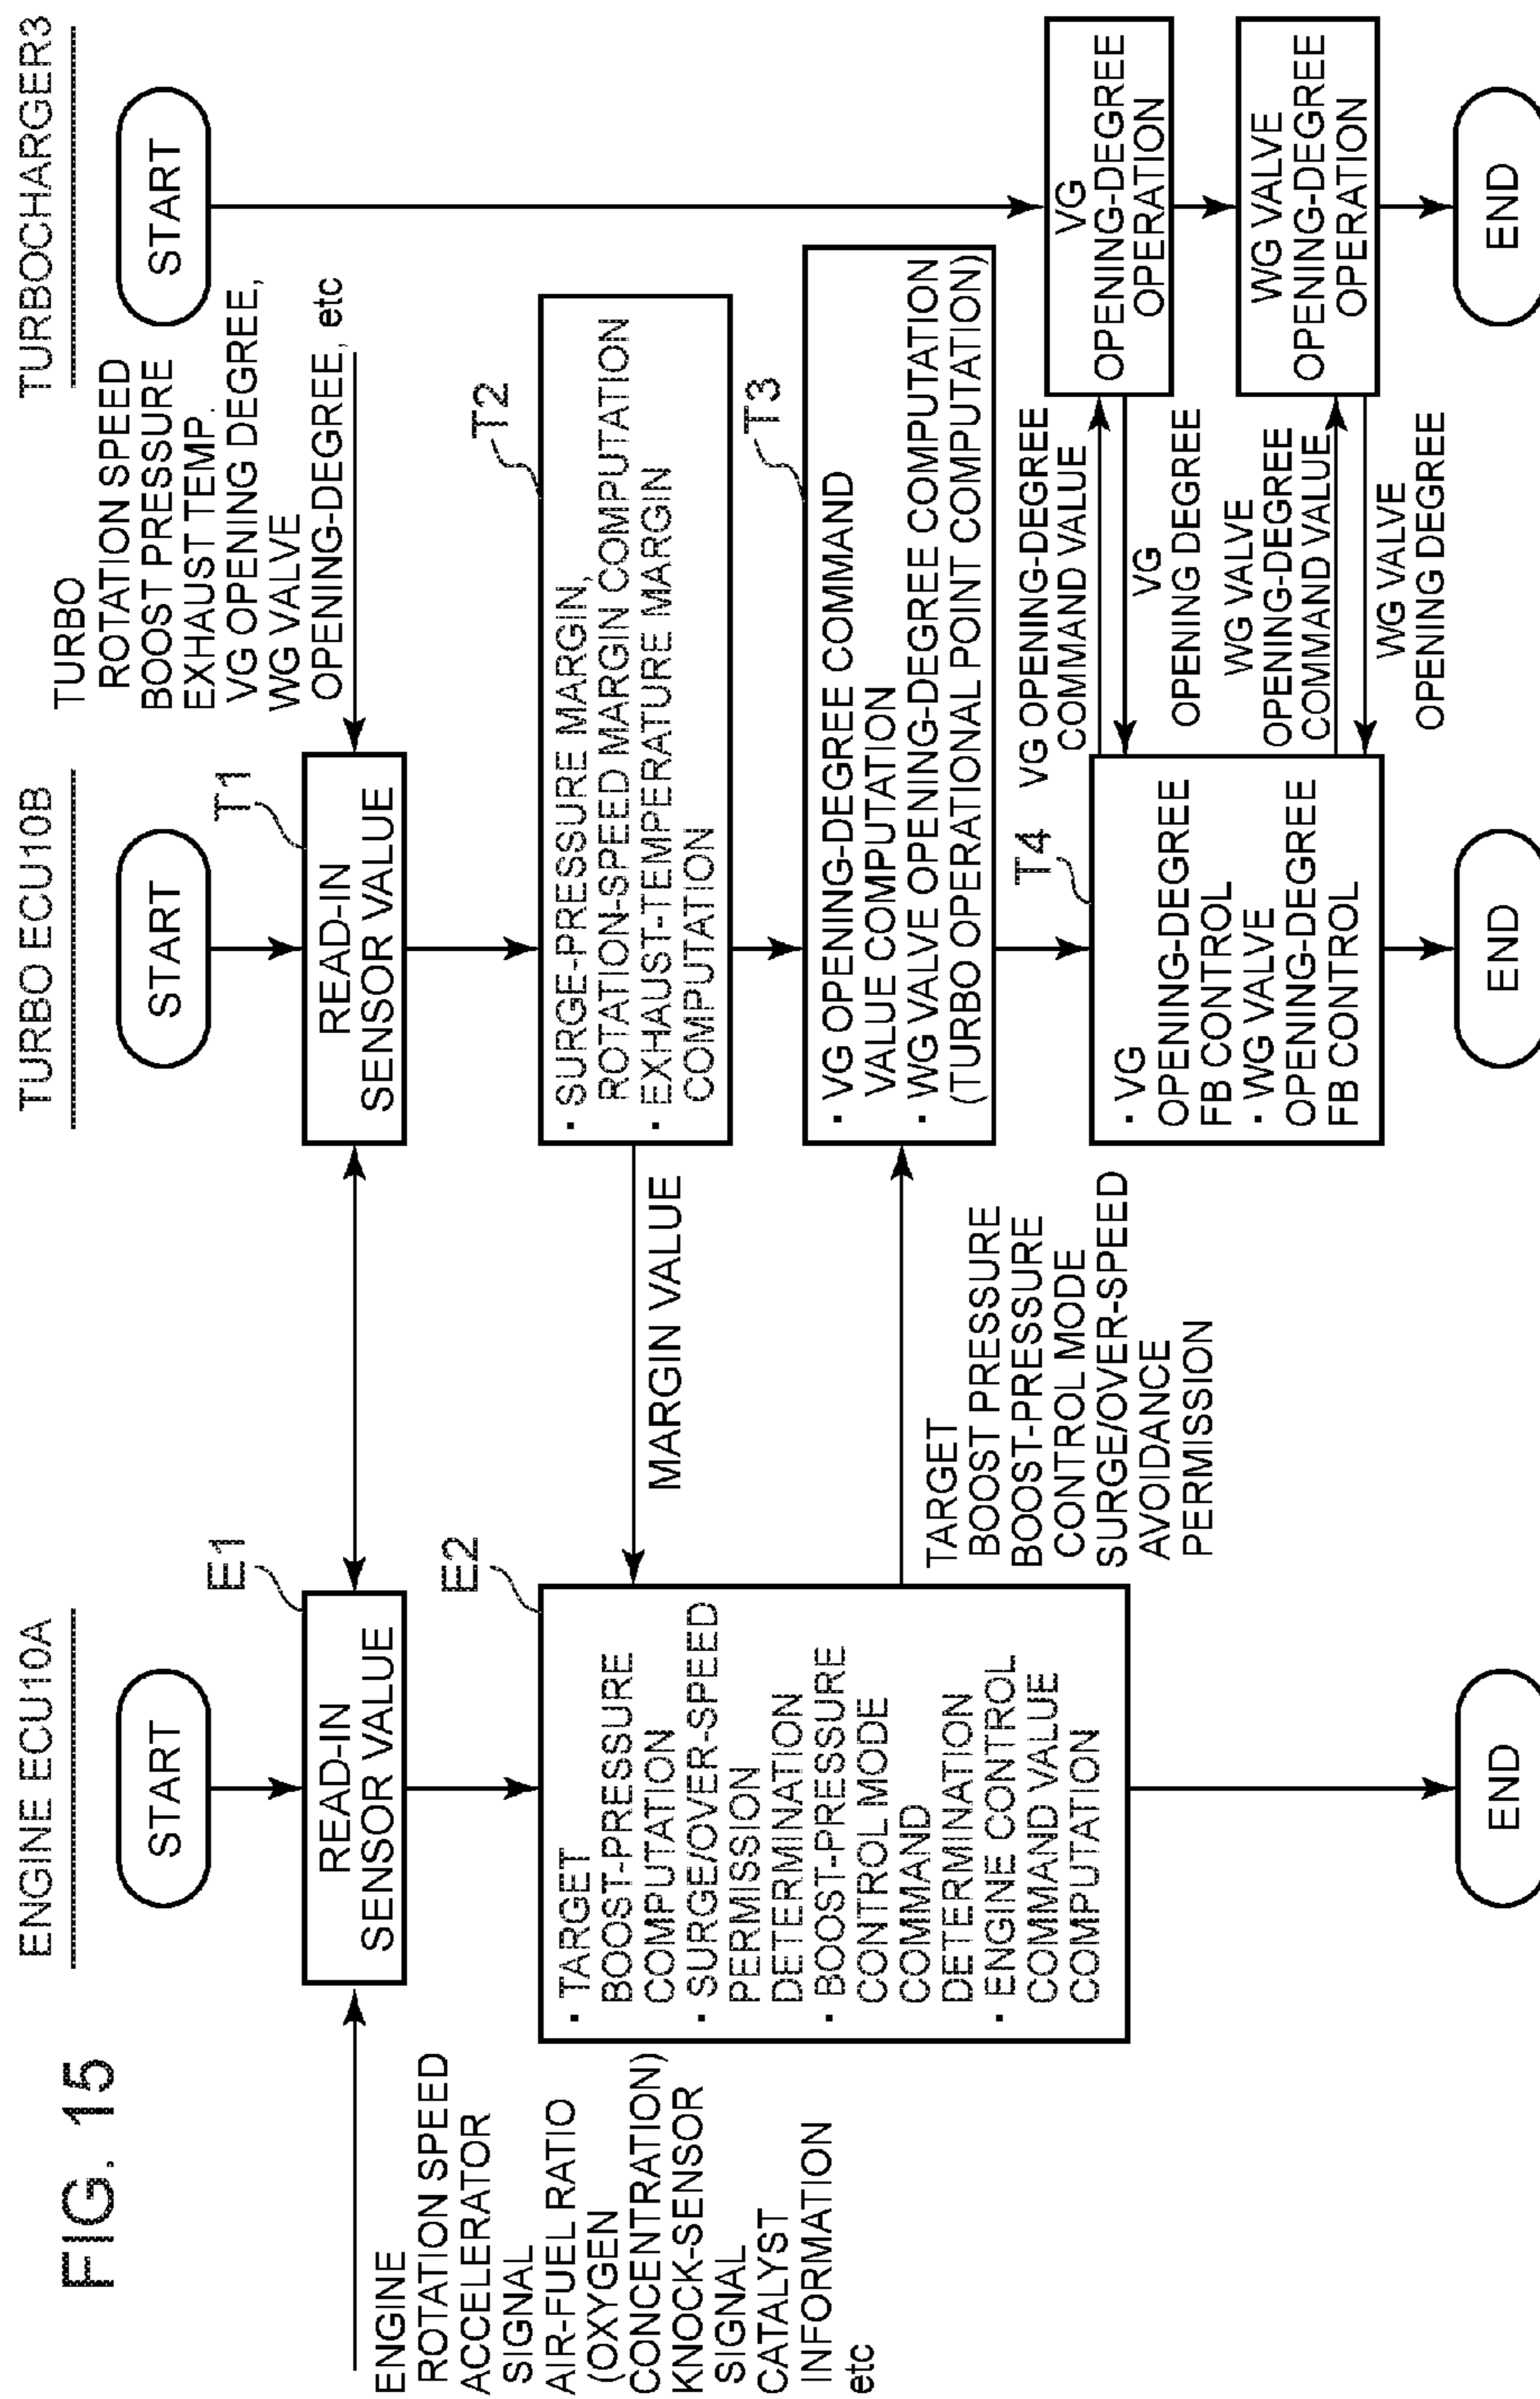 FIG. 15
ENGINE ECU10A
START
ENGINE
ROTATION SPEED
ACCELERATOR
SIGNAL
AIR-FUEL RATIO
(OXYGEN
CONCENTRATION)
KNOCK-SENSOR
SIGNAL
CATALYST
INFORMATION
etc
E1
READ-IN
SENSOR VALUE
E2
· TARGET
BOOST-PRESSURE
COMPUTATION
· SURGE/OVER-SPEED
PERMISSION
DETERMINATION
· BOOST-PRESSURE
CONTROL MODE
COMMAND
DETERMINATION
· ENGINE CONTROL
COMMAND VALUE
COMPUTATION
END
MARGIN VALUE
TARGET
BOOST PRESSURE
BOOST-PRESSURE
CONTROL MODE
SURGE/OVER-SPEED
AVOIDANCE
PERMISSION
TURBO ECU10B
START
T1
READ-IN
SENSOR VALUE
TURBO
ROTATION SPEED
BOOST PRESSURE
EXHAUST TEMP.
VG OPENING DEGREE,
WG VALVE
OPENING-DEGREE, etc
T2
· SURGE-PRESSURE MARGIN,
ROTATION-SPEED MARGIN COMPUTATION
· EXHAUST-TEMPERATURE MARGIN
COMPUTATION
T3
· VG OPENING-DEGREE COMMAND
VALUE COMPUTATION
· WG VALVE OPENING-DEGREE COMPUTATION
(TURBO OPERATIONAL POINT COMPUTATION)
T4
· VG
OPENING-DEGREE
FB CONTROL
· WG VALVE
OPENING-DEGREE
FB CONTROL
END
VG OPENING-DEGREE
COMMAND VALUE
VG
OPENING DEGREE
WG VALVE
OPENING-DEGREE
COMMAND VALUE
WG VALVE
OPENING DEGREE
TURBOCHARGER3
START
VG
OPENING-DEGREE
OPERATION
WG VALVE
OPENING-DEGREE
OPERATION
END